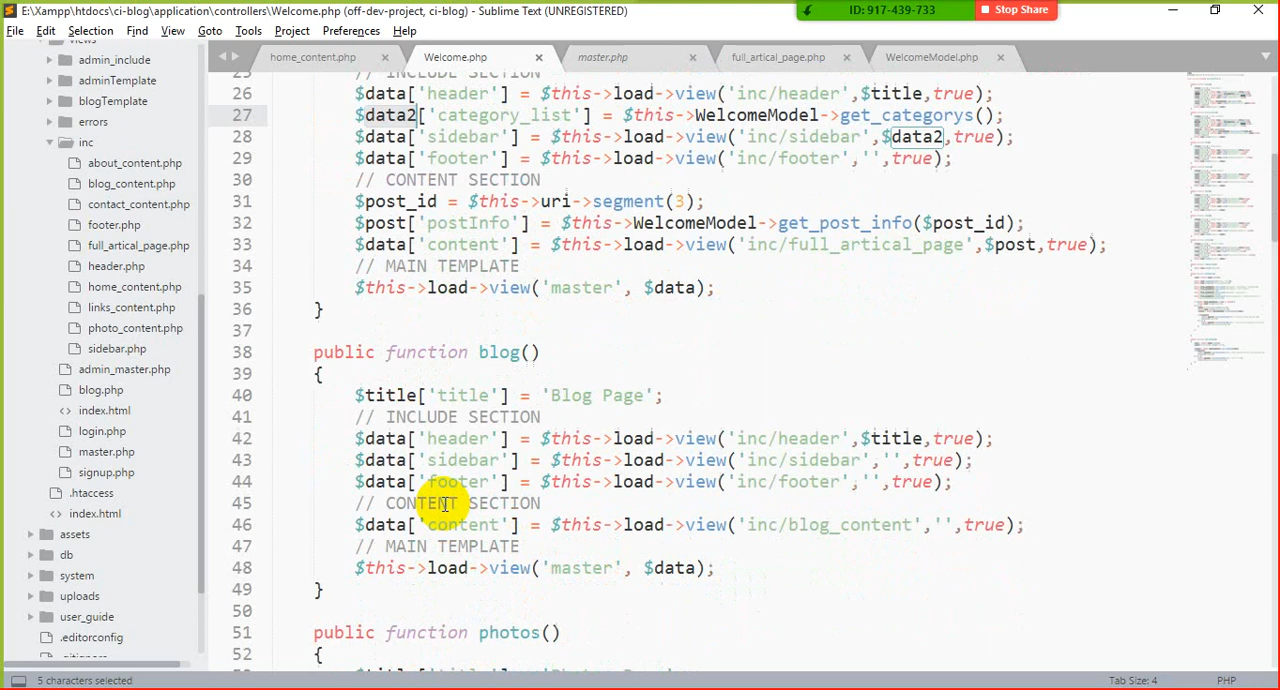 E:\Xampp\htdocs\ci-blog\application\controllers\Welcome.php (off-dev-project, ci-blog) - Sublime Text (UNREGISTERED)
ID: 917-439-733
Stop Share
File Edit Selection Find View Goto Tools Project Preferences Help
views
admin_include
adminTemplate
blogTemplate
errors
inc
about_content.php
blog_content.php
contact_content.php
footer.php
full_artical_page.php
header.php
home_content.php
links_content.php
photo_content.php
sidebar.php
admin_master.php
blog.php
index.html
login.php
master.php
signup.php
.htaccess
index.html
assets
db
system
uploads
user_guide
.editorconfig
.gitignore
home_content.php Welcome.php master.php full_artical_page.php WelcomeModel.php
25 // INCLUDE SECTION
26 $data['header'] = $this->load->view('inc/header',$title,true);
27 $data2['category_list'] = $this->WelcomeModel->get_categorys();
28 $data['sidebar'] = $this->load->view('inc/sidebar',$data2,true);
29 $data['footer'] = $this->load->view('inc/footer','',true);
30 // CONTENT SECTION
31 $post_id = $this->uri->segment(3);
32 $post['postInfo'] = $this->WelcomeModel->get_post_info($post_id);
33 $data['content'] = $this->load->view('inc/full_artical_page',$post,true);
34 // MAIN TEMPLATE
35 $this->load->view('master', $data);
36 }
37
38 public function blog()
39 {
40 $title['title'] = 'Blog Page';
41 // INCLUDE SECTION
42 $data['header'] = $this->load->view('inc/header',$title,true);
43 $data['sidebar'] = $this->load->view('inc/sidebar','',true);
44 $data['footer'] = $this->load->view('inc/footer','',true);
45 // CONTENT SECTION
46 $data['content'] = $this->load->view('inc/blog_content','',true);
47 // MAIN TEMPLATE
48 $this->load->view('master', $data);
49 }
50
51 public function photos()
52 {
5 characters selected
Tab Size: 4
PHP